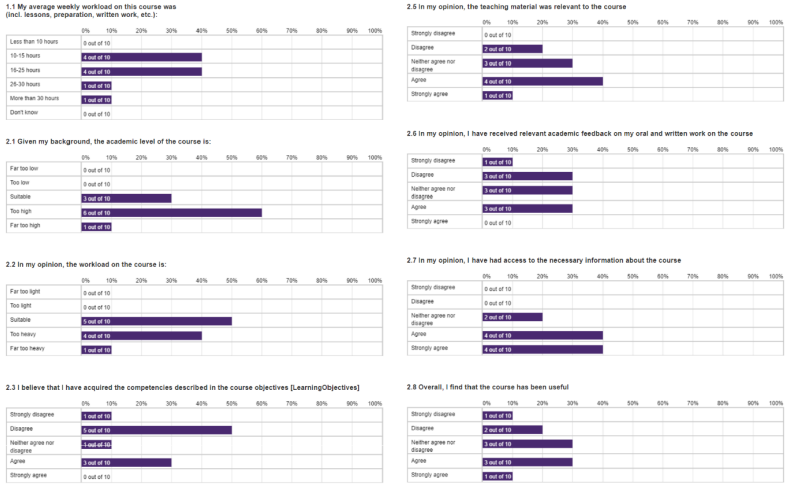 1.1 My average weekly workload on this course was
(incl. lessons, preparation, written work, etc.):
0% 10% 20% 30% 40% 50% 60% 70% 80% 90% 100%
Less than 10 hours 0 out of 10
10-15 hours 4 out of 10
16-25 hours 4 out of 10
26-30 hours 1 out of 10
More than 30 hours 1 out of 10
Don't know 0 out of 10
2.1 Given my background, the academic level of the course is:
0% 10% 20% 30% 40% 50% 60% 70% 80% 90% 100%
Far too low 0 out of 10
Too low 0 out of 10
Suitable 3 out of 10
Too high 6 out of 10
Far too high 1 out of 10
2.2 In my opinion, the workload on the course is:
0% 10% 20% 30% 40% 50% 60% 70% 80% 90% 100%
Far too light 0 out of 10
Too light 0 out of 10
Suitable 5 out of 10
Too heavy 4 out of 10
Far too heavy 1 out of 10
2.3 I believe that I have acquired the competencies described in the course objectives [LearningObjectives]
0% 10% 20% 30% 40% 50% 60% 70% 80% 90% 100%
Strongly disagree 1 out of 10
Disagree 5 out of 10
Neither agree nor
disagree 1 out of 10
Agree 3 out of 10
Strongly agree 0 out of 10
2.5 In my opinion, the teaching material was relevant to the course
0% 10% 20% 30% 40% 50% 60% 70% 80% 90% 100%
Strongly disagree 0 out of 10
Disagree 2 out of 10
Neither agree nor
disagree 3 out of 10
Agree 4 out of 10
Strongly agree 1 out of 10
2.6 In my opinion, I have received relevant academic feedback on my oral and written work on the course
0% 10% 20% 30% 40% 50% 60% 70% 80% 90% 100%
Strongly disagree 1 out of 10
Disagree 3 out of 10
Neither agree nor
disagree 3 out of 10
Agree 3 out of 10
Strongly agree 0 out of 10
2.7 In my opinion, I have had access to the necessary information about the course
0% 10% 20% 30% 40% 50% 60% 70% 80% 90% 100%
Strongly disagree 0 out of 10
Disagree 0 out of 10
Neither agree nor
disagree 2 out of 10
Agree 4 out of 10
Strongly agree 4 out of 10
2.8 Overall, I find that the course has been useful
0% 10% 20% 30% 40% 50% 60% 70% 80% 90% 100%
Strongly disagree 1 out of 10
Disagree 2 out of 10
Neither agree nor
disagree 3 out of 10
Agree 3 out of 10
Strongly agree 1 out of 10